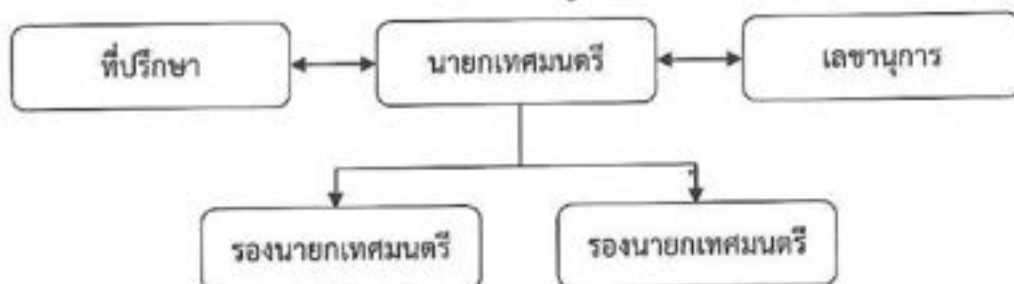 ที่ปรึกษา
นายกเทศมนตรี
เลขานุการ
รองนายกเทศมนตรี
รองนายกเทศมนตรี